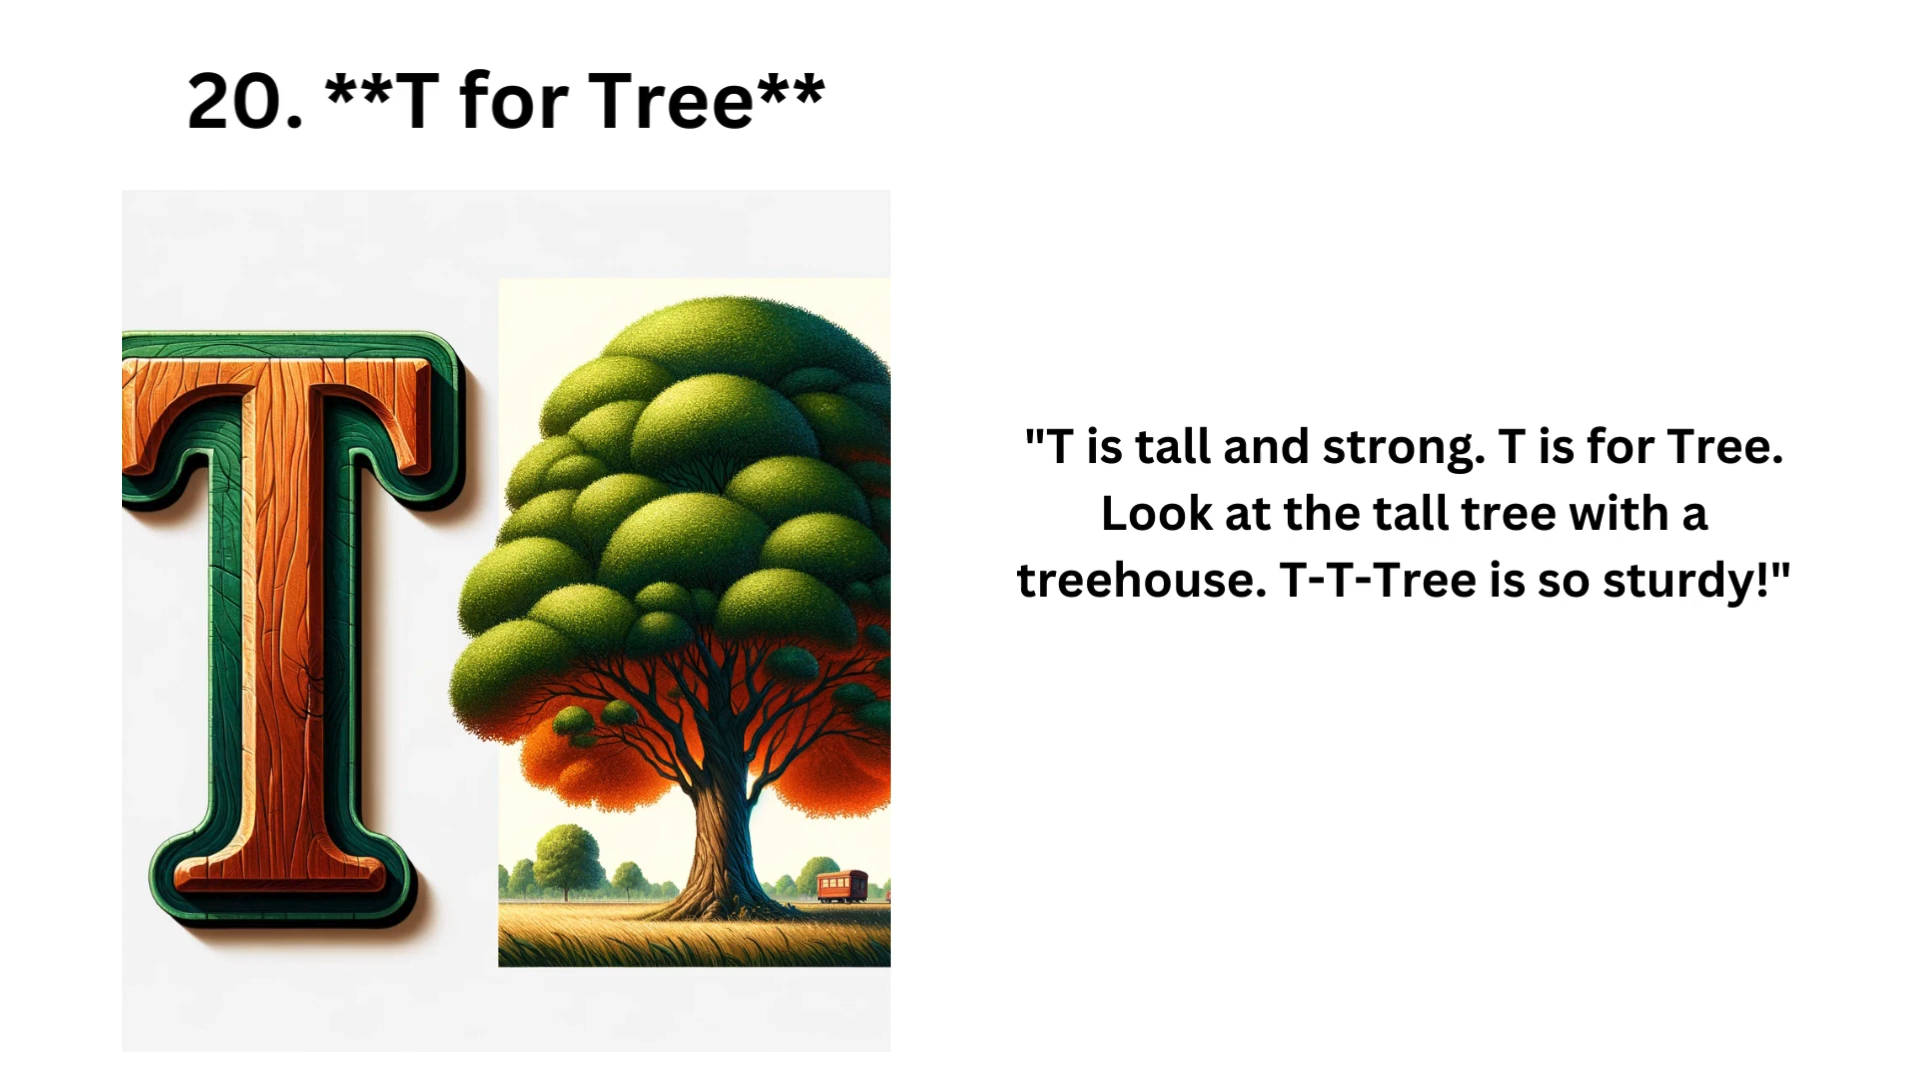 20. **T for Tree**
T
"T is tall and strong. T is for Tree.
Look at the tall tree with a
treehouse. T-T-Tree is so sturdy!"